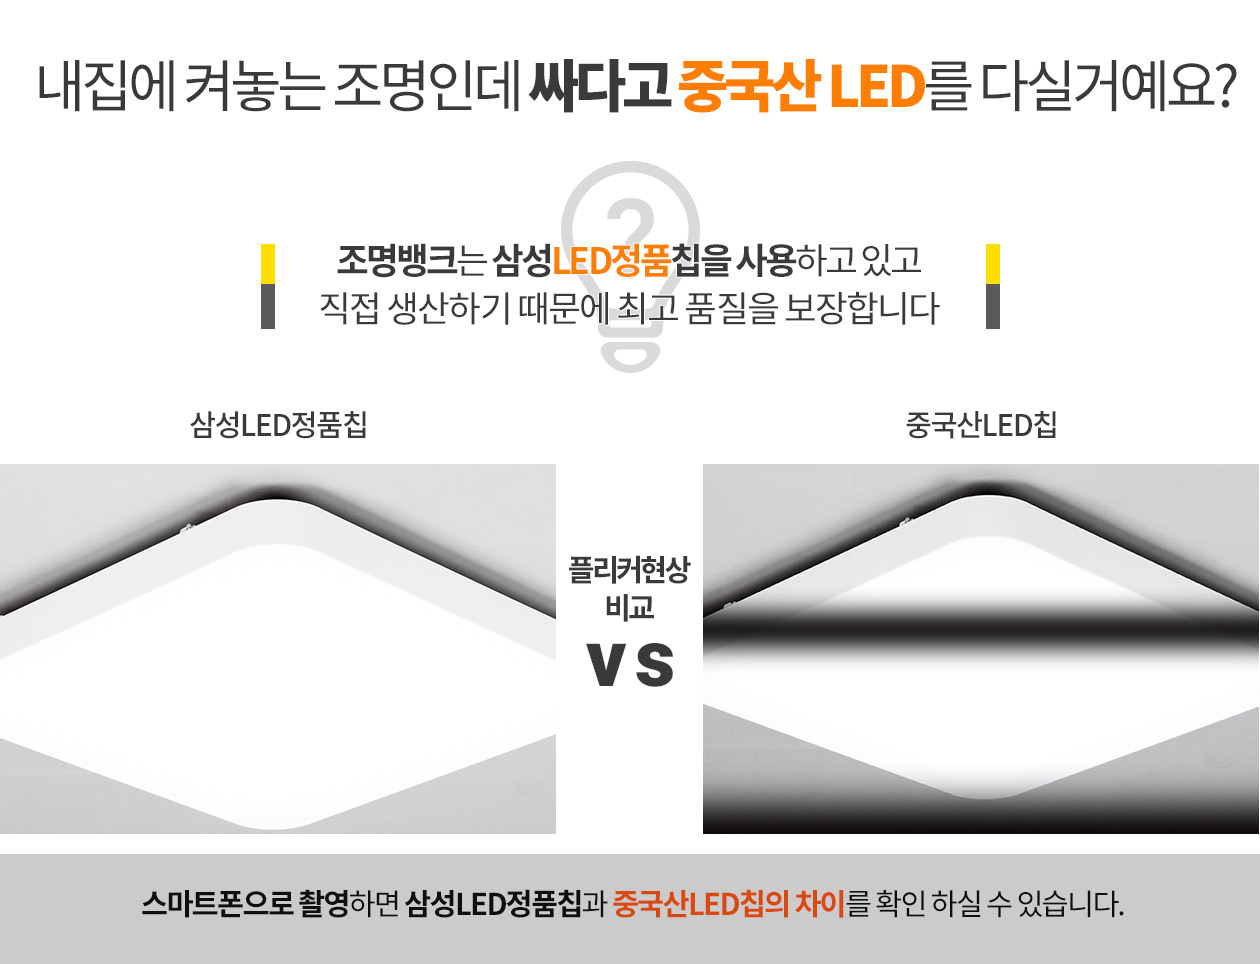 내집에 켜놓는 조명인데 싸다고 중국산 LED를 다실거예요?
?
조명뱅크는 삼성LED정품칩을 사용하고 있고
직접 생산하기 때문에 최고 품질을 보장합니다
삼성LED정품칩
중국산LED칩
플리커현상
비교
VS
스마트폰으로 촬영하면 삼성LED정품칩과 중국산LED칩의 차이를 확인 하실 수 있습니다.